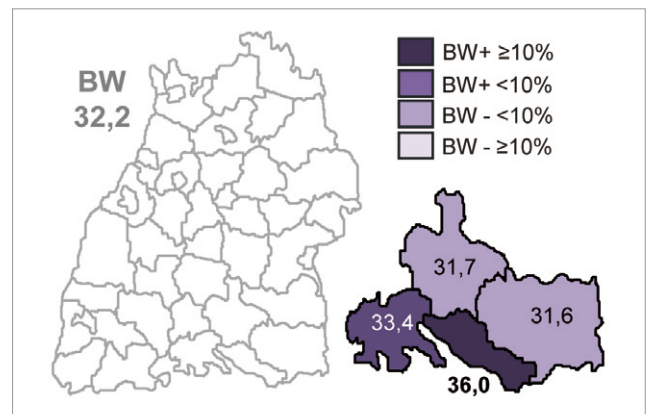 BW
32,2
BW+ ≥10%
BW+ <10%
BW - <10%
BW - ≥10%
31,7
31,6
33,4
36,0